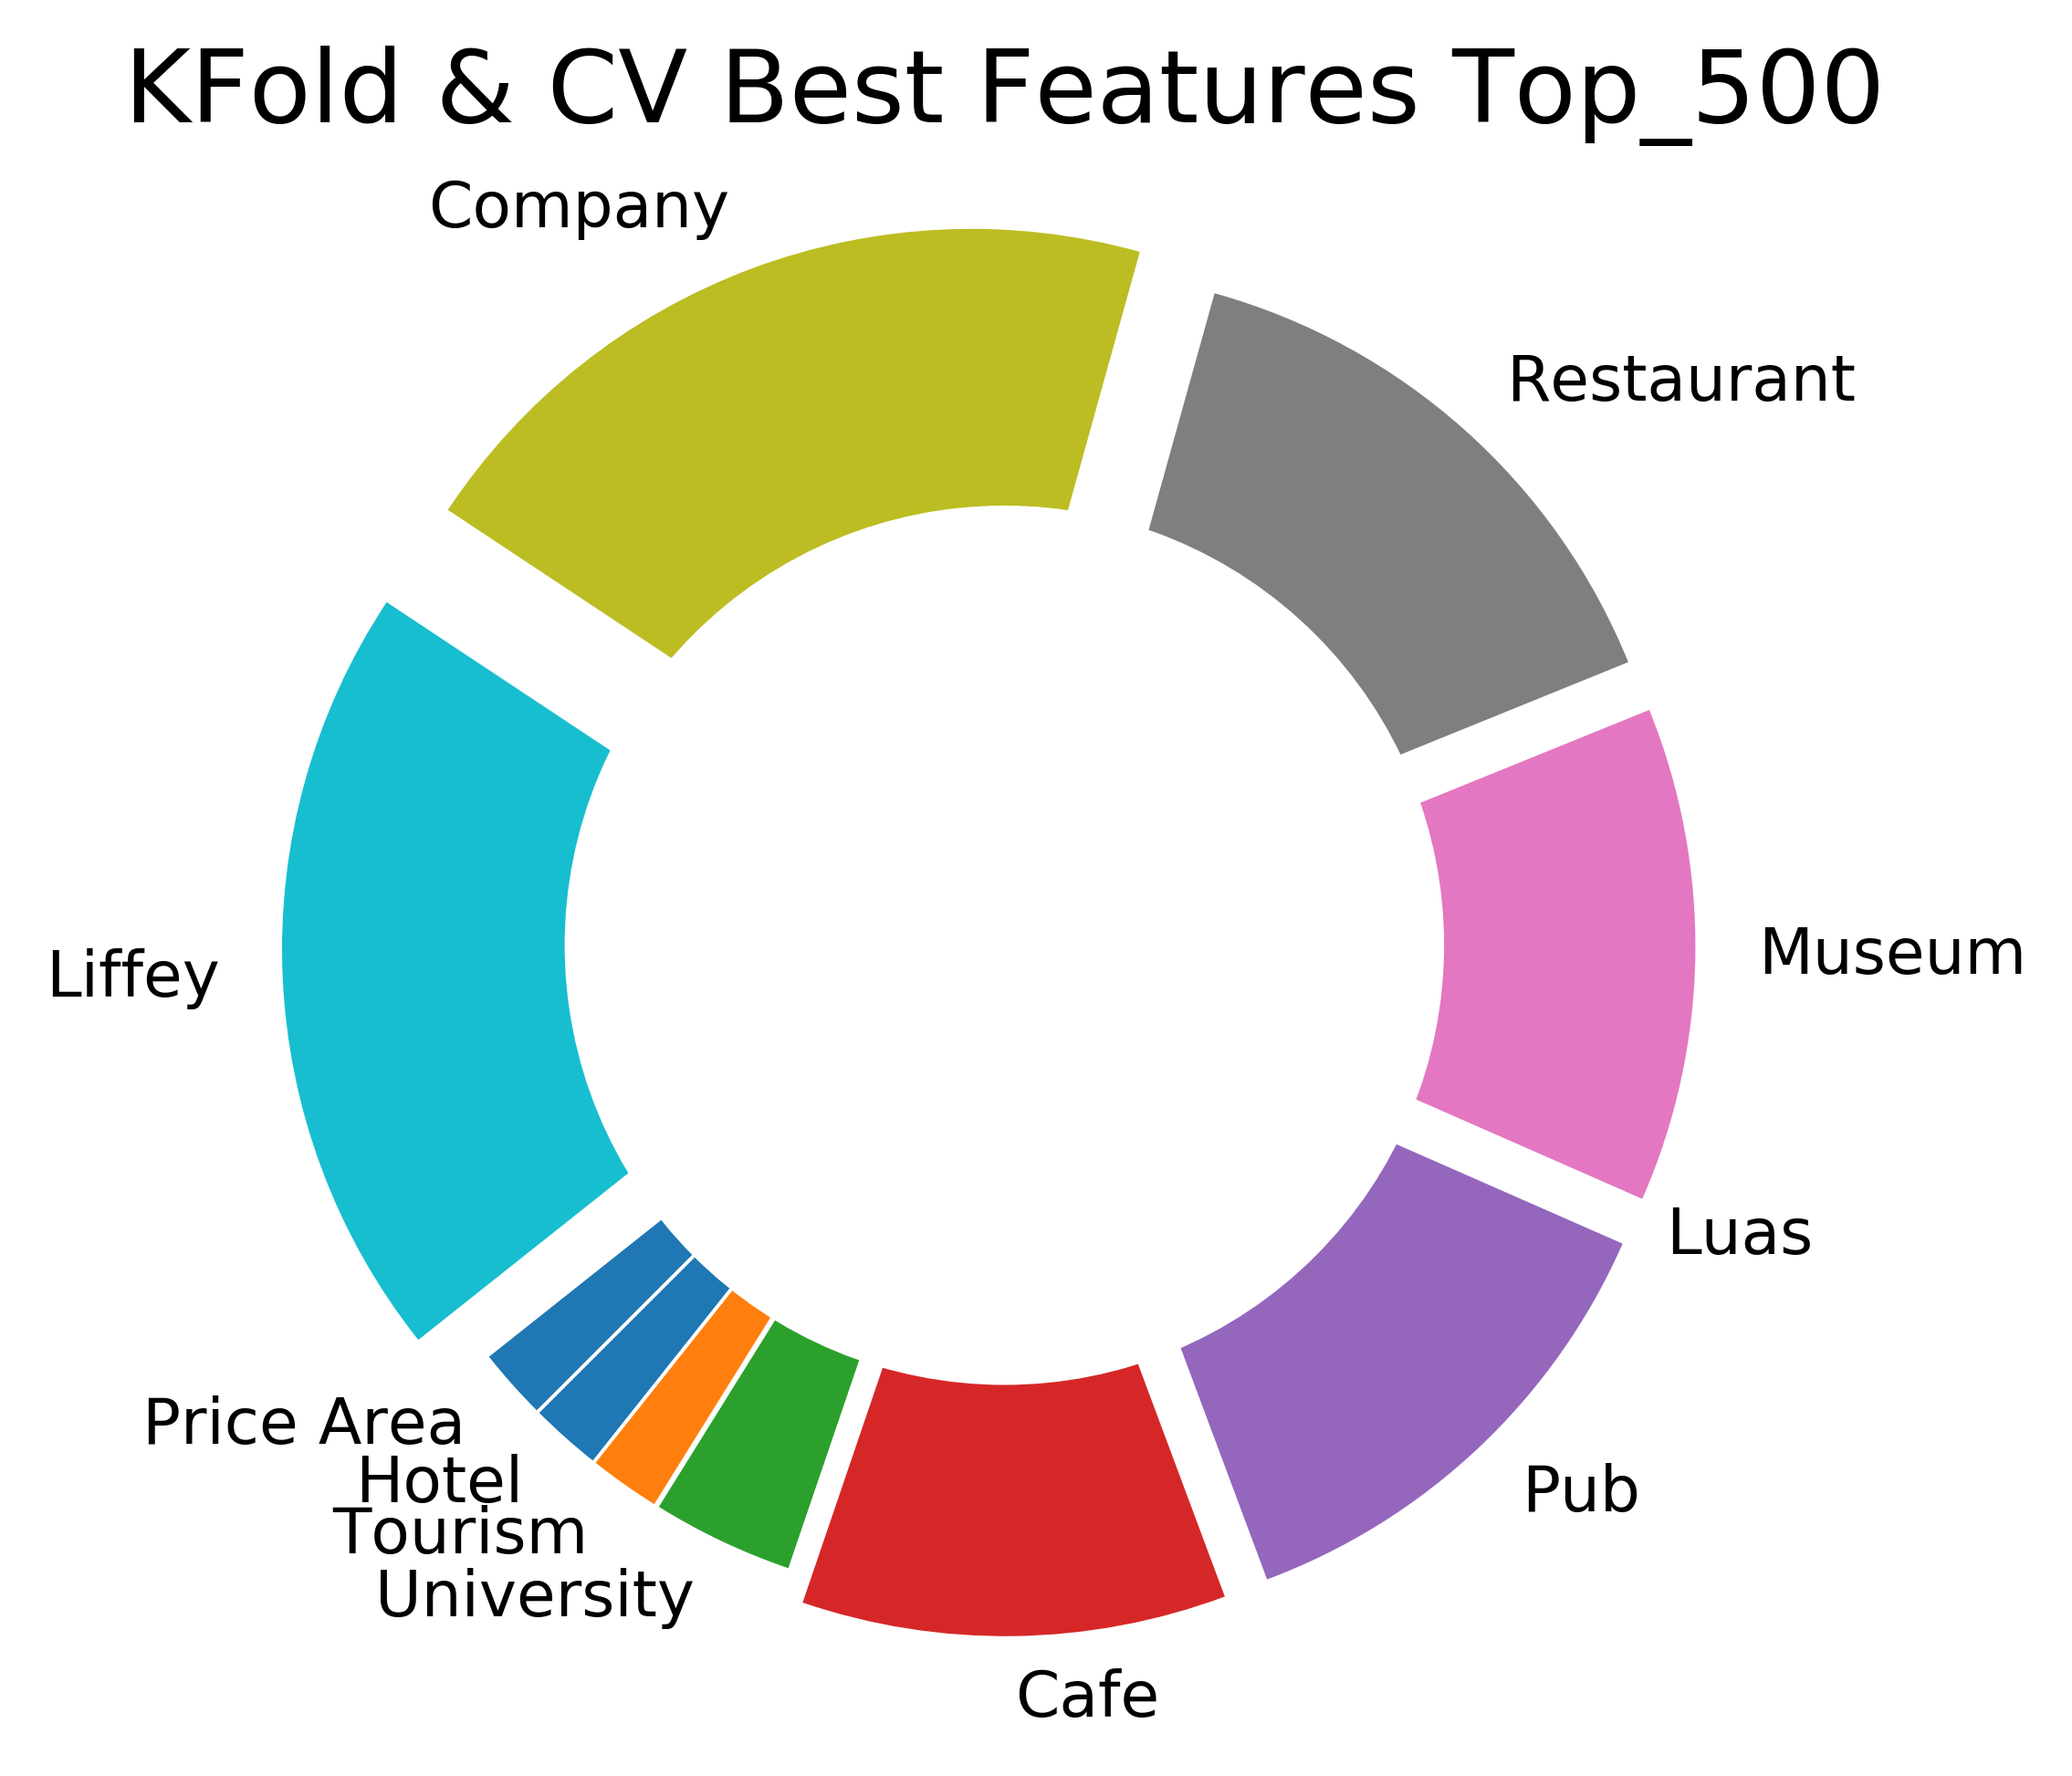 KFold & CV Best Features Top_500
Company
Restaurant
Museum
Liffey
Luas
Price Area
Hotel
Pub
Tourism
University
Cafe